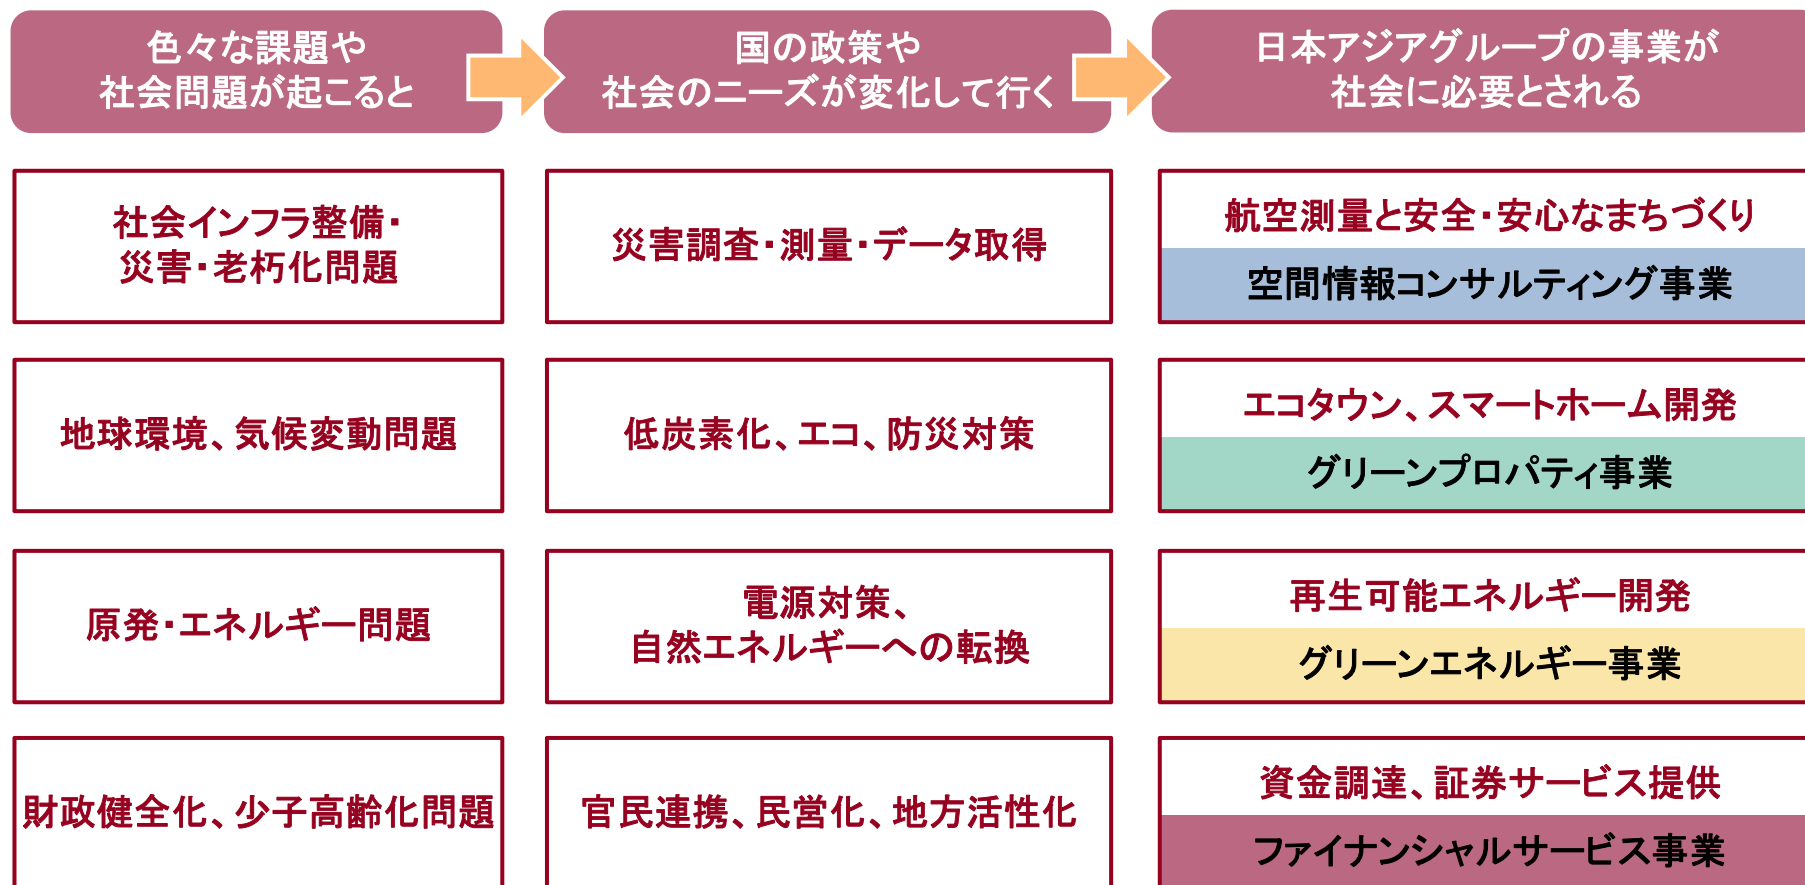 色々な課題や
社会問題が起こると
国の政策や
社会のニーズが変化して行く
日本アジアグループの事業が
社会に必要とされる
社会インフラ整備・
災害・老朽化問題
災害調査・測量・データ取得
航空測量と安全・安心なまちづくり
空間情報コンサルティング事業
地球環境、気候変動問題
低炭素化、エコ、防災対策
エコタウン、スマートホーム開発
グリーンプロパティ事業
原発・エネルギー問題
電源対策、
自然エネルギーへの転換
再生可能エネルギー開発
グリーンエネルギー事業
財政健全化、少子高齢化問題
官民連携、民営化、地方活性化
資金調達、証券サービス提供
ファイナンシャルサービス事業